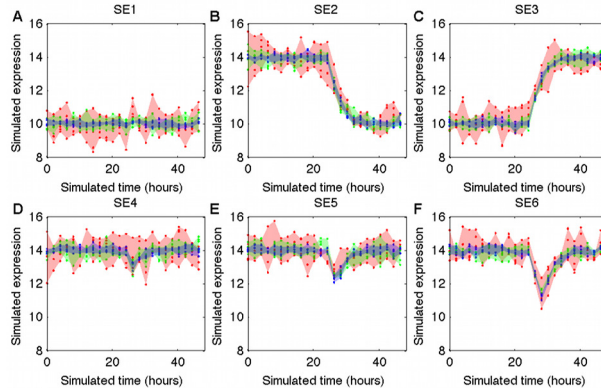 A SE1 B SE2 C SE3
Simulated expression Simulated expression Simulated expression
16 16 16
14 14 14
12 12 12
10 10 10
8 8 8
0 20 40 0 20 40 0 20 40
Simulated time (hours) Simulated time (hours) Simulated time (hours)
D SE4 E SE5 F SE6
Simulated expression Simulated expression Simulated expression
16 16 16
14 14 14
12 12 12
10 10 10
8 8 8
0 20 40 0 20 40 0 20 40
Simulated time (hours) Simulated time (hours) Simulated time (hours)